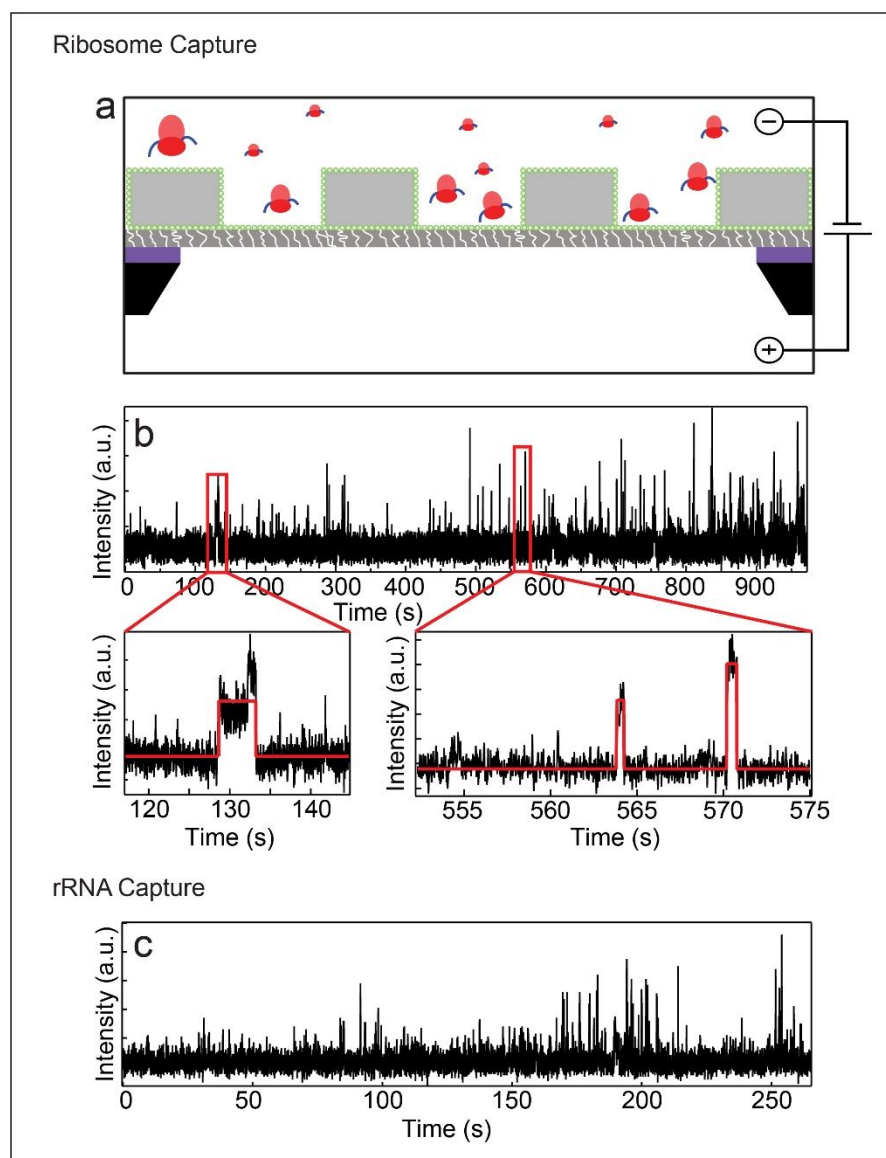 Ribosome Capture
a
−
+
b
Intensity (a.u.)
0 100 200 300 400 500 600 700 800 900
Time (s)
Intensity (a.u.)
120 130 140
Time (s)
Intensity (a.u.)
555 560 565 570 575
Time (s)
rRNA Capture
c
Intensity (a.u.)
0 50 100 150 200 250
Time (s)